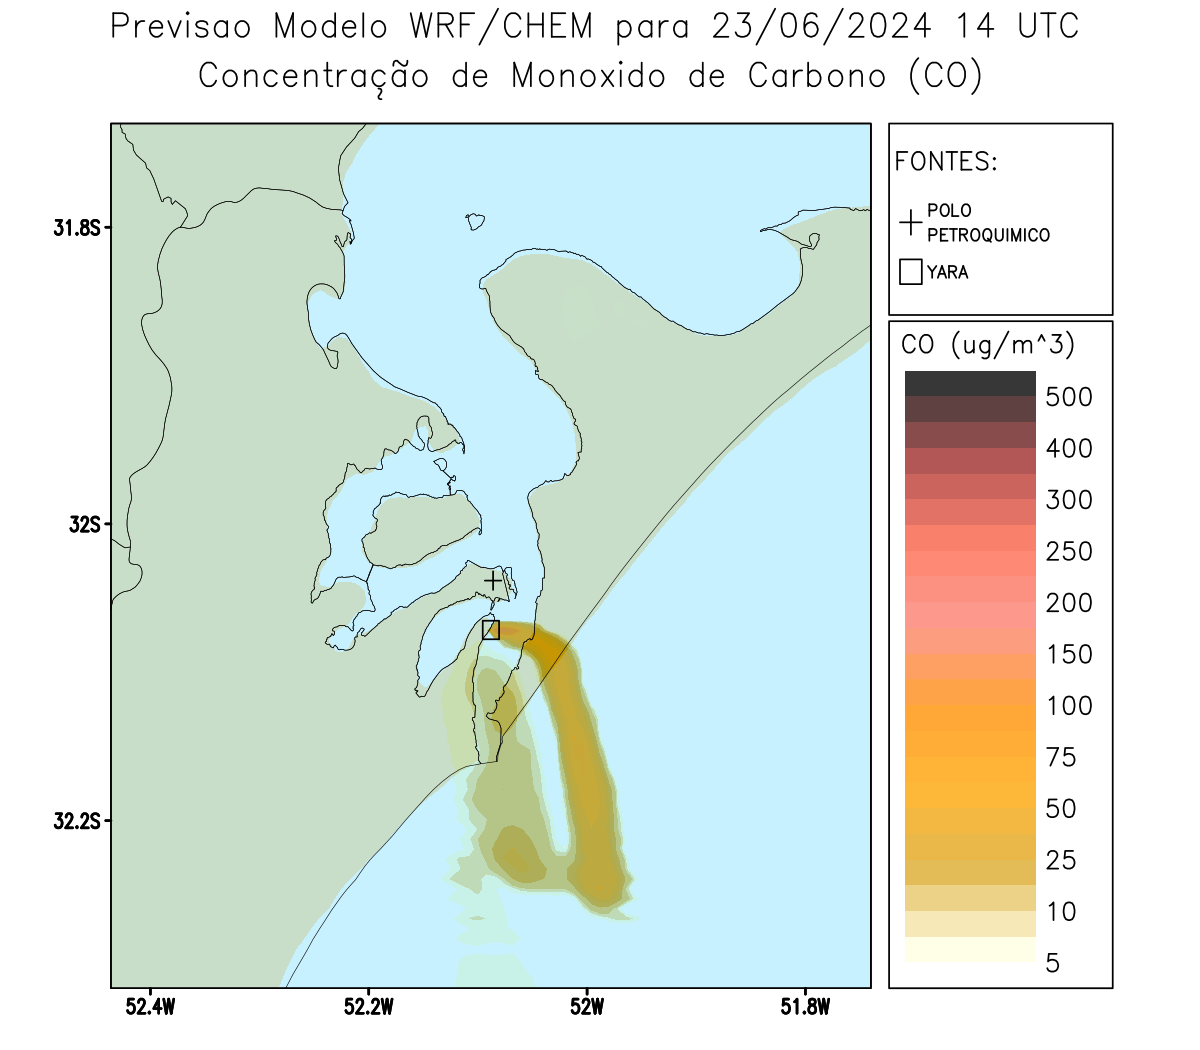 Previsao Modelo WRF/CHEM para 23/06/2024 14 UTC
Concentração de Monoxido de Carbono (CO)
FONTES:
POLO
PETROQUIMICO
YARA
CO (ug/m^3)
500
400
300
250
200
150
100
75
50
25
10
5
31.8S
32S
32.2S
52.4W
52.2W
52W
51.8W